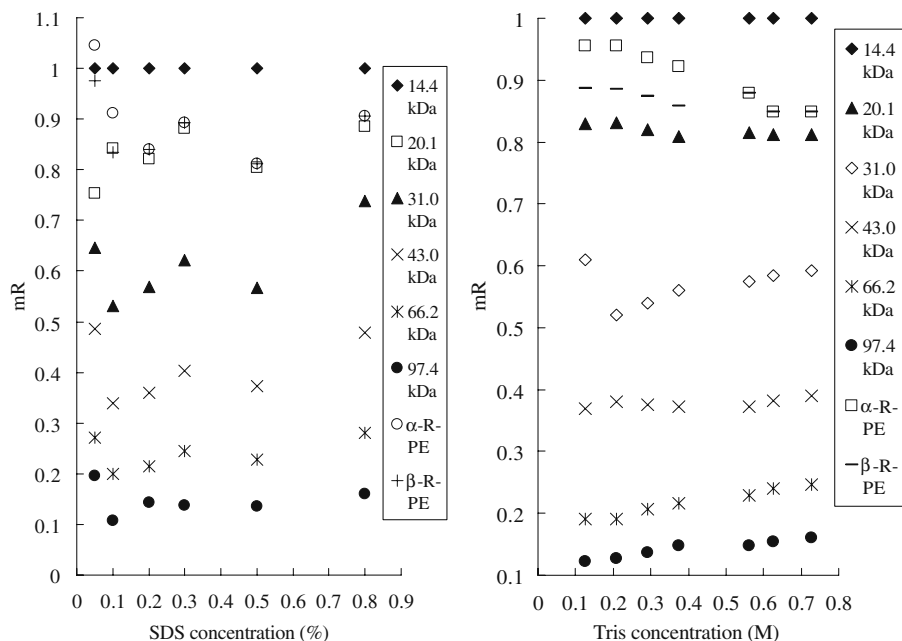 1.1
1
0.9
0.8
0.7
0.6
0.5
0.4
0.3
0.2
0.1
0
mR
0 0.1 0.2 0.3 0.4 0.5 0.6 0.7 0.8 0.9
SDS concentration (%)
14.4
kDa
20.1
kDa
31.0
kDa
43.0
kDa
66.2
kDa
97.4
kDa
α-R-
PE
β-R-
PE
1
0.9
0.8
0.7
0.6
0.5
0.4
0.3
0.2
0.1
mR
0 0.1 0.2 0.3 0.4 0.5 0.6 0.7 0.8
Tris concentration (M)
14.4
kDa
20.1
kDa
31.0
kDa
43.0
kDa
66.2
kDa
97.4
kDa
α-R-
PE
β-R-
PE